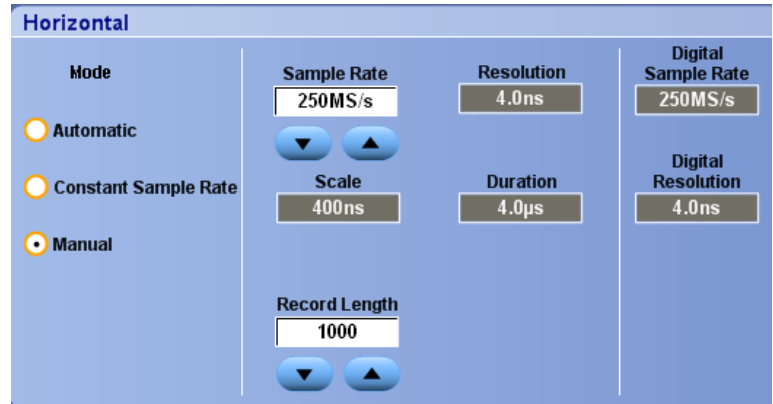 Horizontal
Mode
Automatic
Constant Sample Rate
Manual
Sample Rate
250MS/s
Resolution
4.0ns
Scale
400ns
Duration
4.0µs
Record Length
1000
Digital
Sample Rate
250MS/s
Digital
Resolution
4.0ns